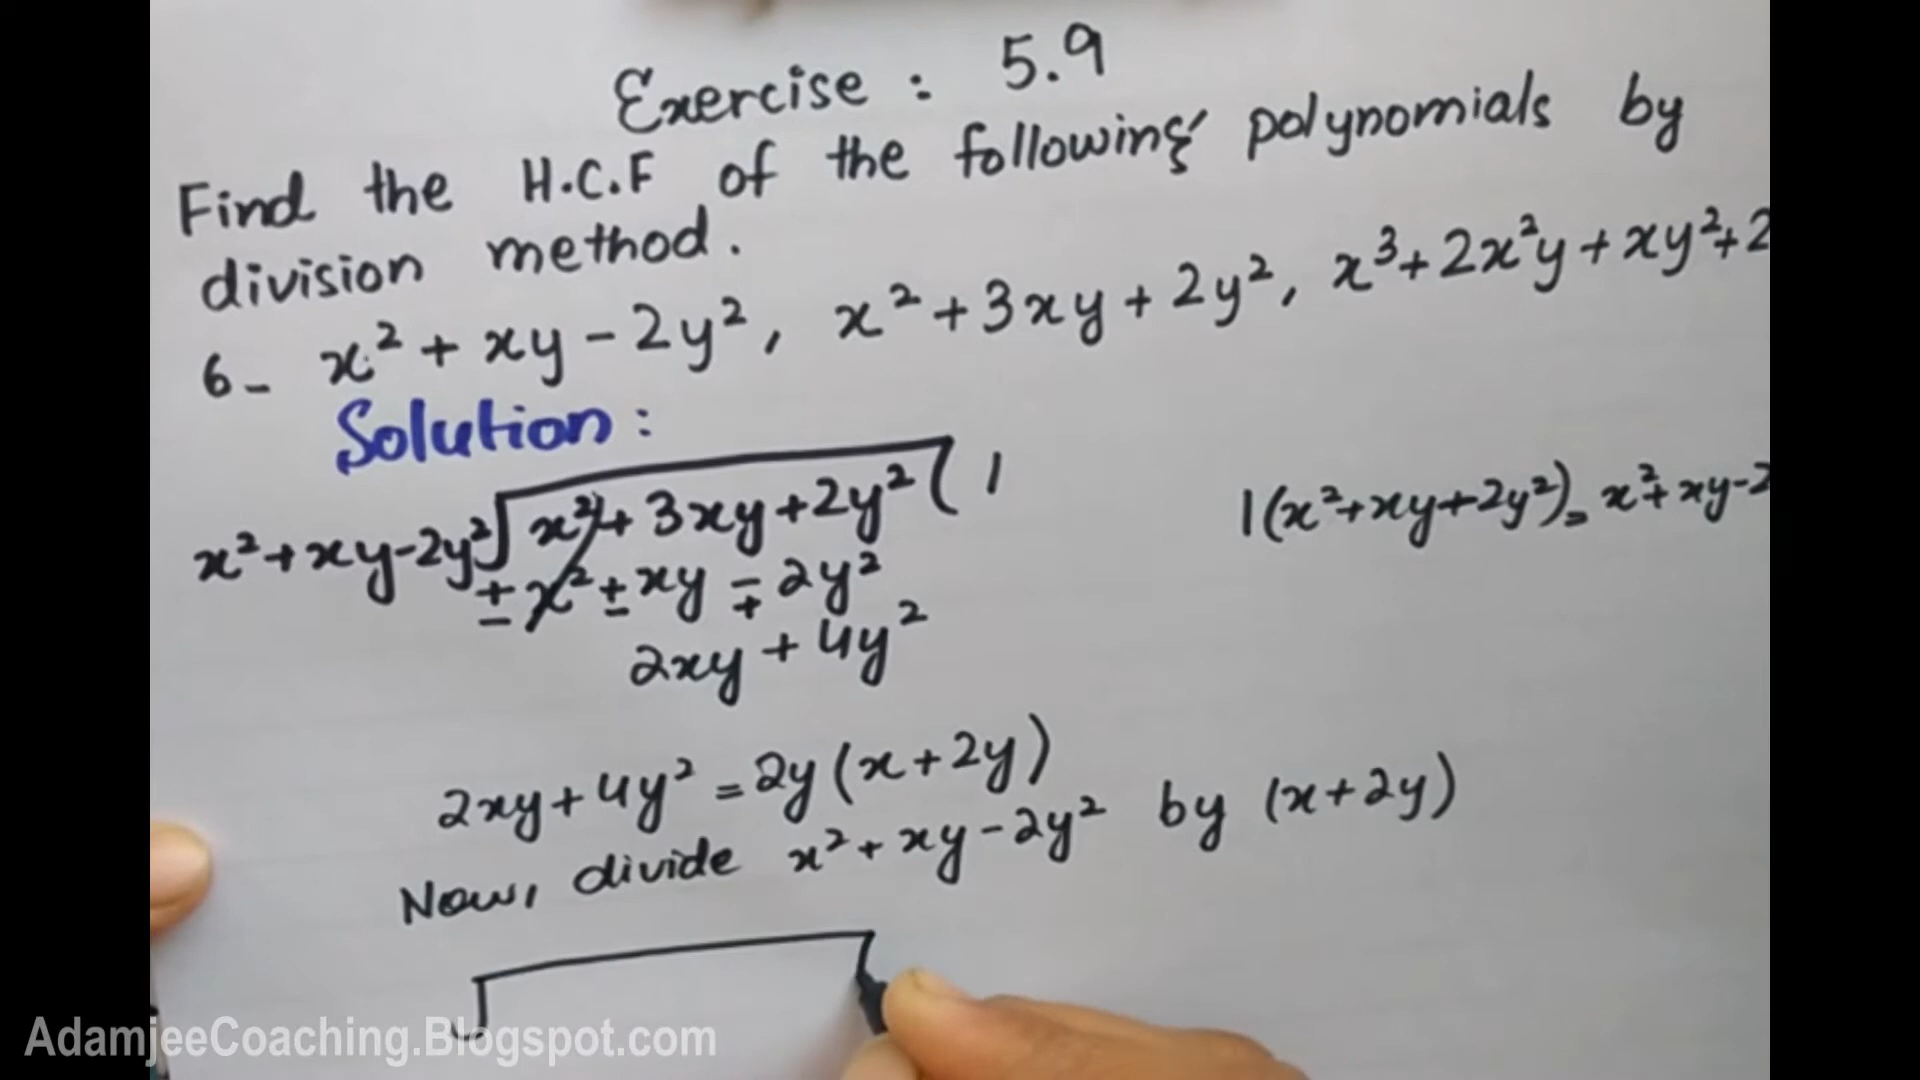 Exercise : 5.9
Find the H.C.F of the following polynomials by
division method.
6- x² + xy - 2y², x² + 3xy + 2y², x³ + 2x²y + xy² + 2
Solution :
x² + xy - 2y² √ x² + 3xy + 2y² ( 1
1(x² + xy + 2y²) = x² + xy - 2
± x² ± xy ∓ 2y²
2xy + 4y²
2xy + 4y² = 2y (x + 2y)
Now, divide x² + xy - 2y² by (x + 2y)
AdamjeeCoaching.Blogspot.com